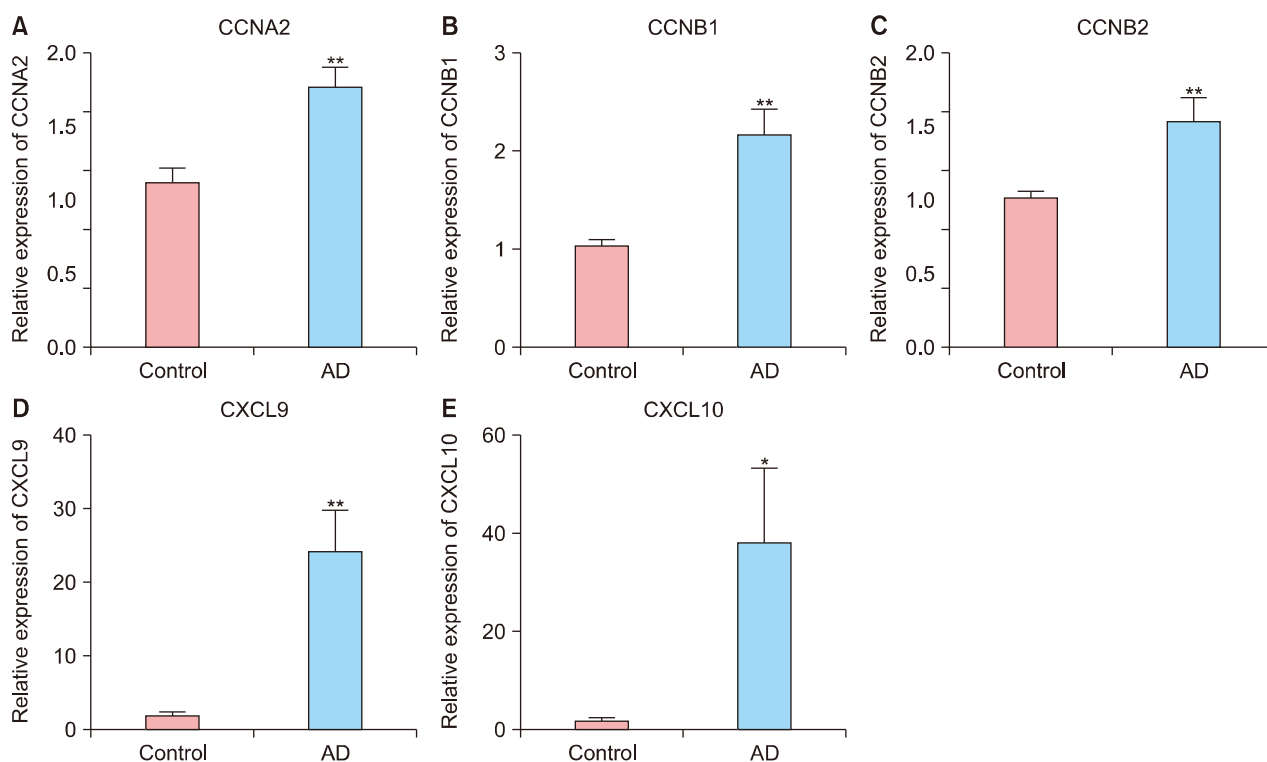 A
CCNA2
Relative expression of CCNA2
2.0
1.5
1.0
0.5
0.0
**
Control
AD
B
CCNB1
Relative expression of CCNB1
3
2
1
0
**
Control
AD
C
CCNB2
Relative expression of CCNB2
2.0
1.5
1.0
0.5
0.0
**
Control
AD
D
CXCL9
Relative expression of CXCL9
40
30
20
10
0
**
Control
AD
E
CXCL10
Relative expression of CXCL10
60
40
20
0
*
Control
AD